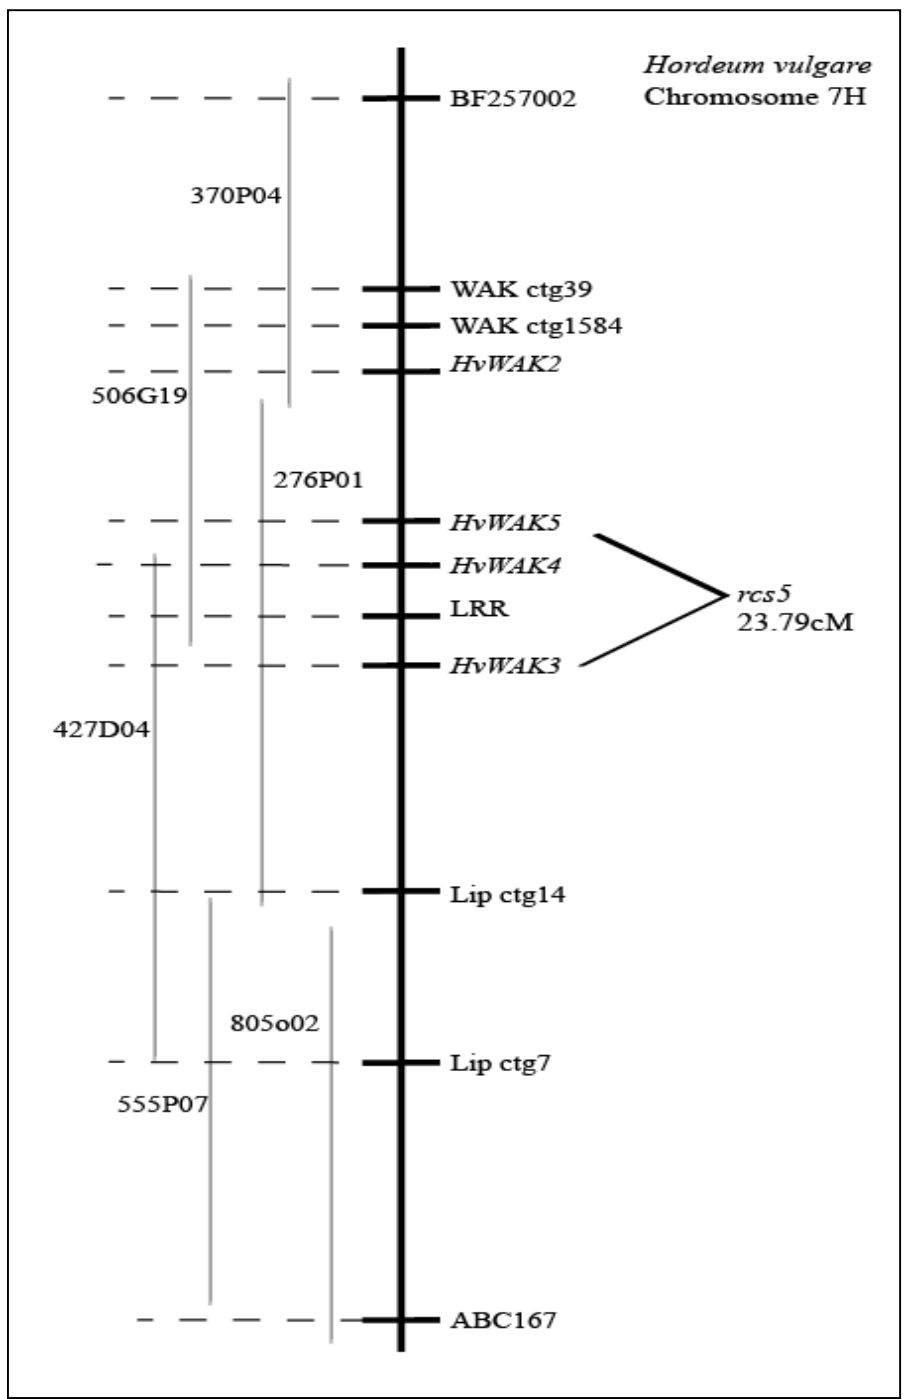 Hordeum vulgare
Chromosome 7H
BF257002
370P04
WAK ctg39
WAK ctg1584
HvWAK2
506G19
276P01
HvWAK5
HvWAK4
rcs5
LRR
23.79cM
HvWAK3
427D04
Lip ctg14
805o02
Lip ctg7
555P07
ABC167